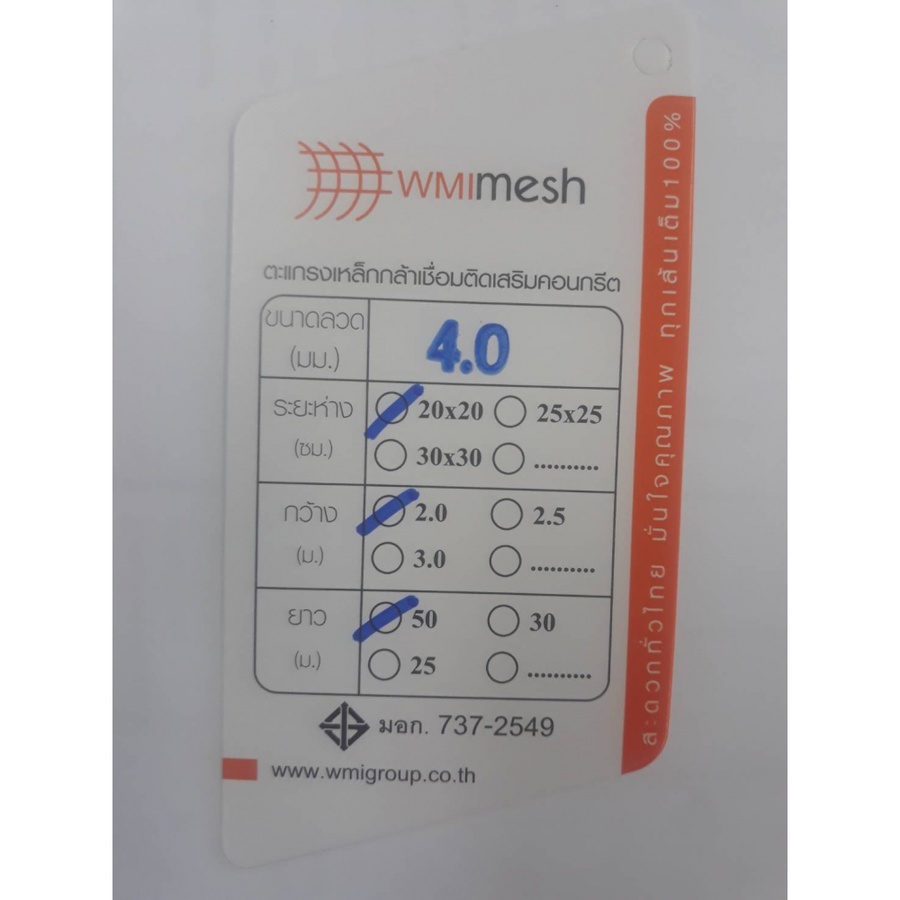 WMImesh
ตะแกรงเหล็กกล้าเชื่อมติดเสริมคอนกรีต
ขนาดลวด
(มม.)
4.0
ระยะห่าง
(ซม.)
20x20 25x25
30x30 ..........
กว้าง
(ม.)
2.0 2.5
3.0 ..........
ยาว
(ม.)
50 30
25 ..........
มอก. 737-2549
www.wmigroup.co.th
สะดวกทั่วไทย มั่นใจคุณภาพ ทุกเส้นเต็ม100%